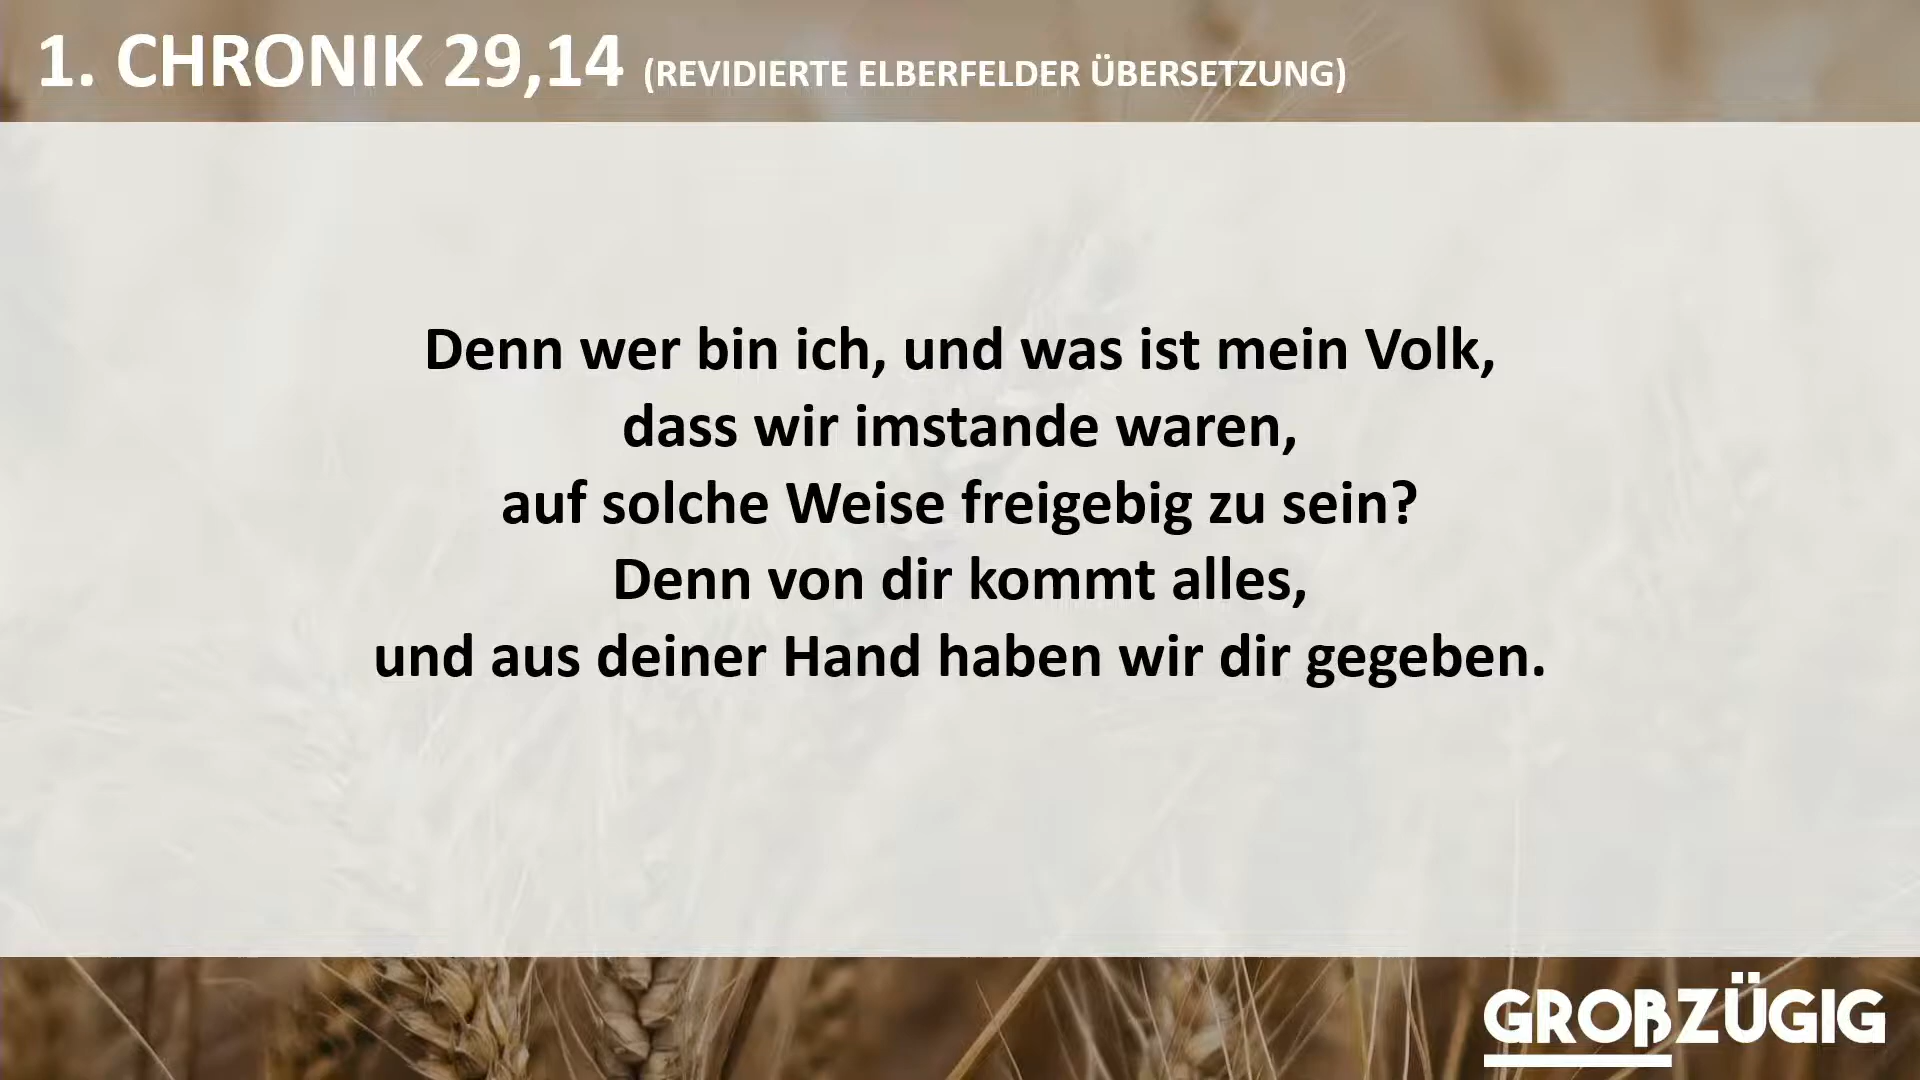 1. CHRONIK 29,14 (REVIDIERTE ELBERFELDER ÜBERSETZUNG)
Denn wer bin ich, und was ist mein Volk,
dass wir imstande waren,
auf solche Weise freigebig zu sein?
Denn von dir kommt alles,
und aus deiner Hand haben wir dir gegeben.
GROßZÜGIG